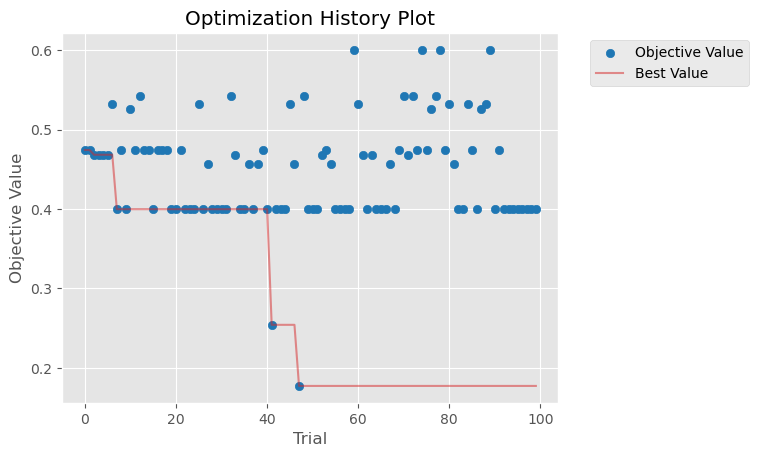 Optimization History Plot
Objective Value
Best Value
0.6
0.5
0.4
0.3
0.2
Objective Value
0
20
40
60
80
100
Trial